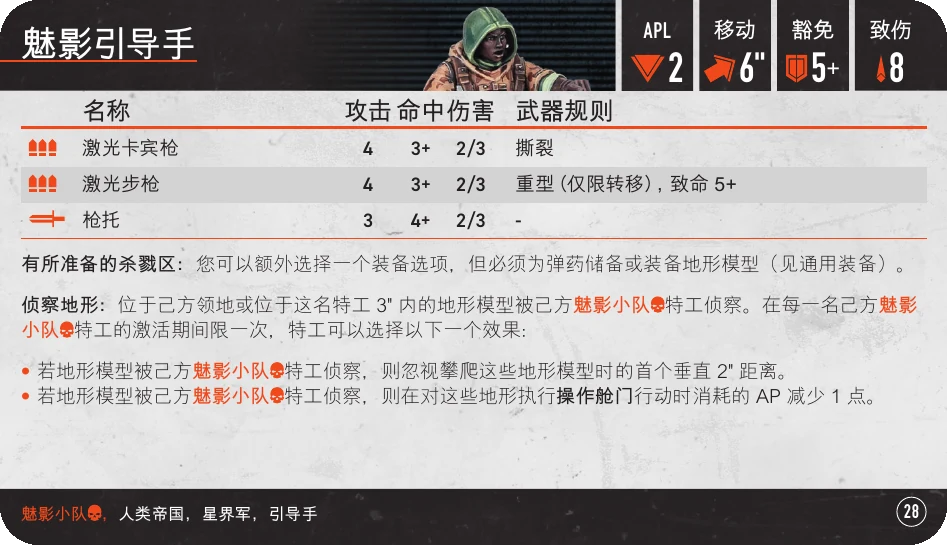 魅影引导手
APL 移动 豁免 致伤
2 6" 5+ 8
名称 攻击 命中 伤害 武器规则
激光卡宾枪 4 3+ 2/3 撕裂
激光步枪 4 3+ 2/3 重型（仅限转移），致命 5+
枪托 3 4+ 2/3 -
有所准备的杀戮区：您可以额外选择一个装备选项，但必须为弹药储备或装备地形模型（见通用装备）。
侦察地形：位于己方领地或位于这名特工 3" 内的地形模型被己方魅影小队特工侦察。在每一名己方魅影
小队特工的激活期间限一次，特工可以选择以下一个效果:
• 若地形模型被己方魅影小队特工侦察，则忽视攀爬这些地形模型时的首个垂直 2" 距离。
• 若地形模型被己方魅影小队特工侦察，则在对这些地形执行操作舱门行动时消耗的 AP 减少 1 点。
魅影小队，人类帝国，星界军，引导手
28